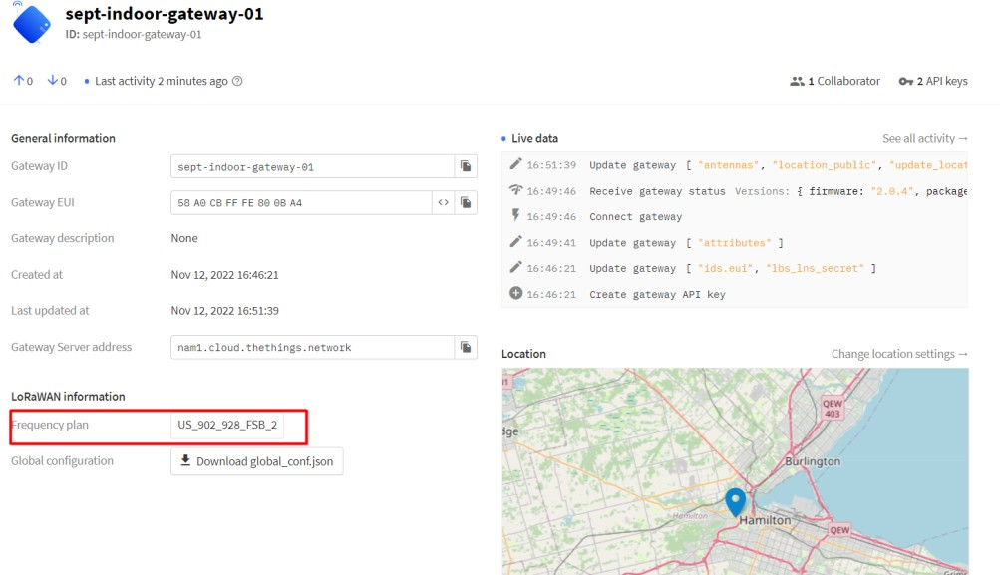 sept-indoor-gateway-01
ID: sept-indoor-gateway-01
0 0 Last activity 2 minutes ago
1 Collaborator 2 API keys
General information
Gateway ID sept-indoor-gateway-01
Gateway EUI 58 A0 CB FF FE 80 0B A4 <>
Gateway description None
Created at Nov 12, 2022 16:46:21
Last updated at Nov 12, 2022 16:51:39
Gateway Server address nam1.cloud.thethings.network
LoRaWAN information
Frequency plan US_902_928_FSB_2
Global configuration Download global_conf.json
Live data See all activity →
16:51:39 Update gateway [ "antennas", "location_public", "update_locat
16:49:46 Receive gateway status Versions: { firmware: "2.0.4", package
16:49:46 Connect gateway
16:49:41 Update gateway [ "attributes" ]
16:46:21 Update gateway [ "ids.eui", "lbs_lns_secret" ]
16:46:21 Create gateway API key
Location Change location settings →
QEW
403
dge
Burlington
Hamilton
Hamilton
QEW